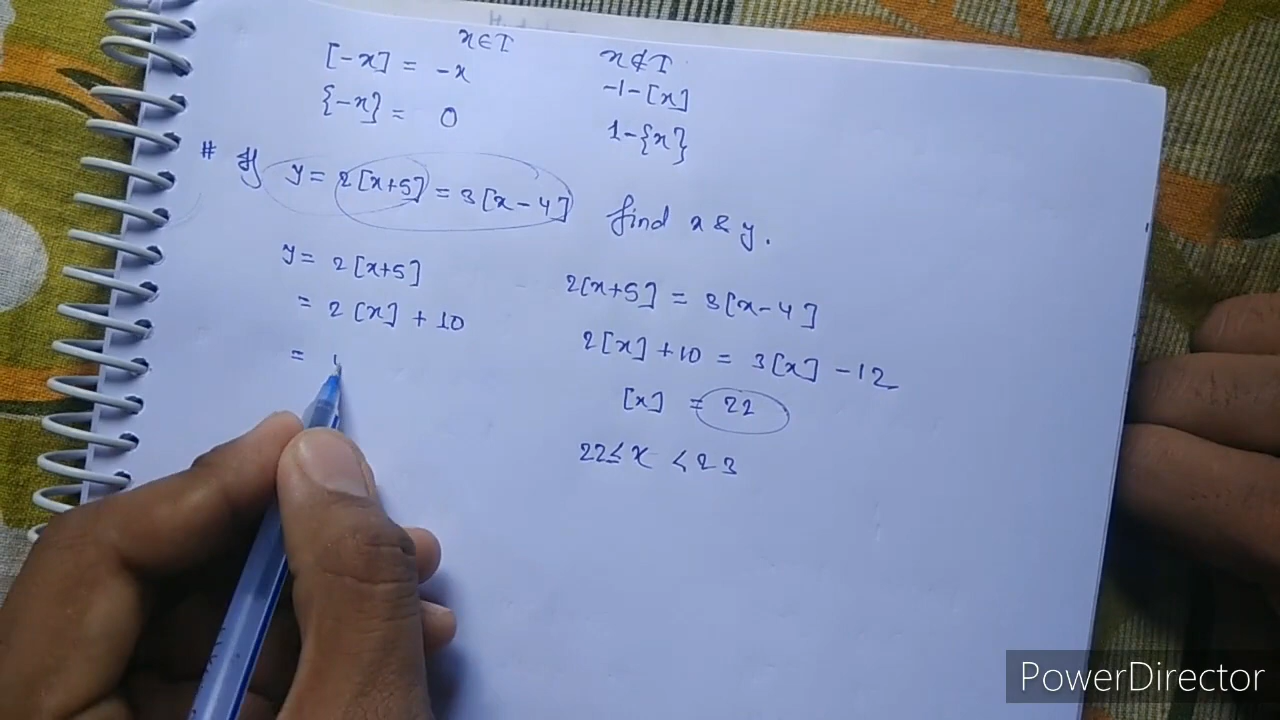 x∈I x∉I
[-x] = -x -1-[x]
{-x} = 0 1-{x}
# If y = 2[x+5] = 3[x-4] find x & y.
y = 2[x+5]
= 2[x] + 10
=
2[x+5] = 3[x-4]
2[x]+10 = 3[x] -12
[x] = 22
22≤ x <23
PowerDirector